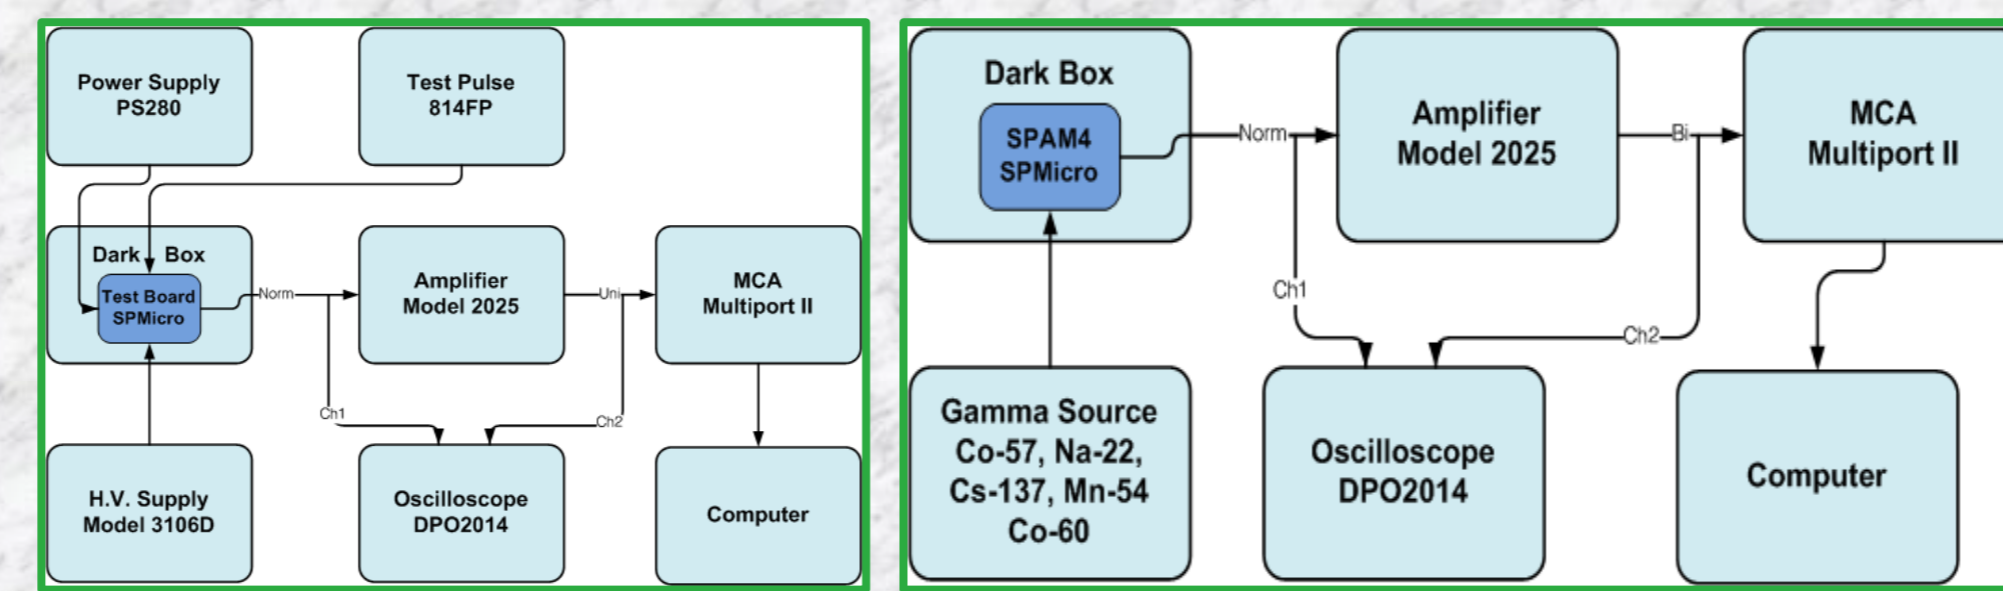 Power Supply
PS280
Test Pulse
814FP
Dark Box
Test Board
SPMicro
Norm
Amplifier
Model 2025
Uni
MCA
Multiport II
Ch1
Ch2
H.V. Supply
Model 3106D
Oscilloscope
DPO2014
Computer
Dark Box
SPAM4
SPMicro
Norm
Amplifier
Model 2025
Bi
MCA
Multiport II
Ch1
Ch2
Gamma Source
Co-57, Na-22,
Cs-137, Mn-54
Co-60
Oscilloscope
DPO2014
Computer